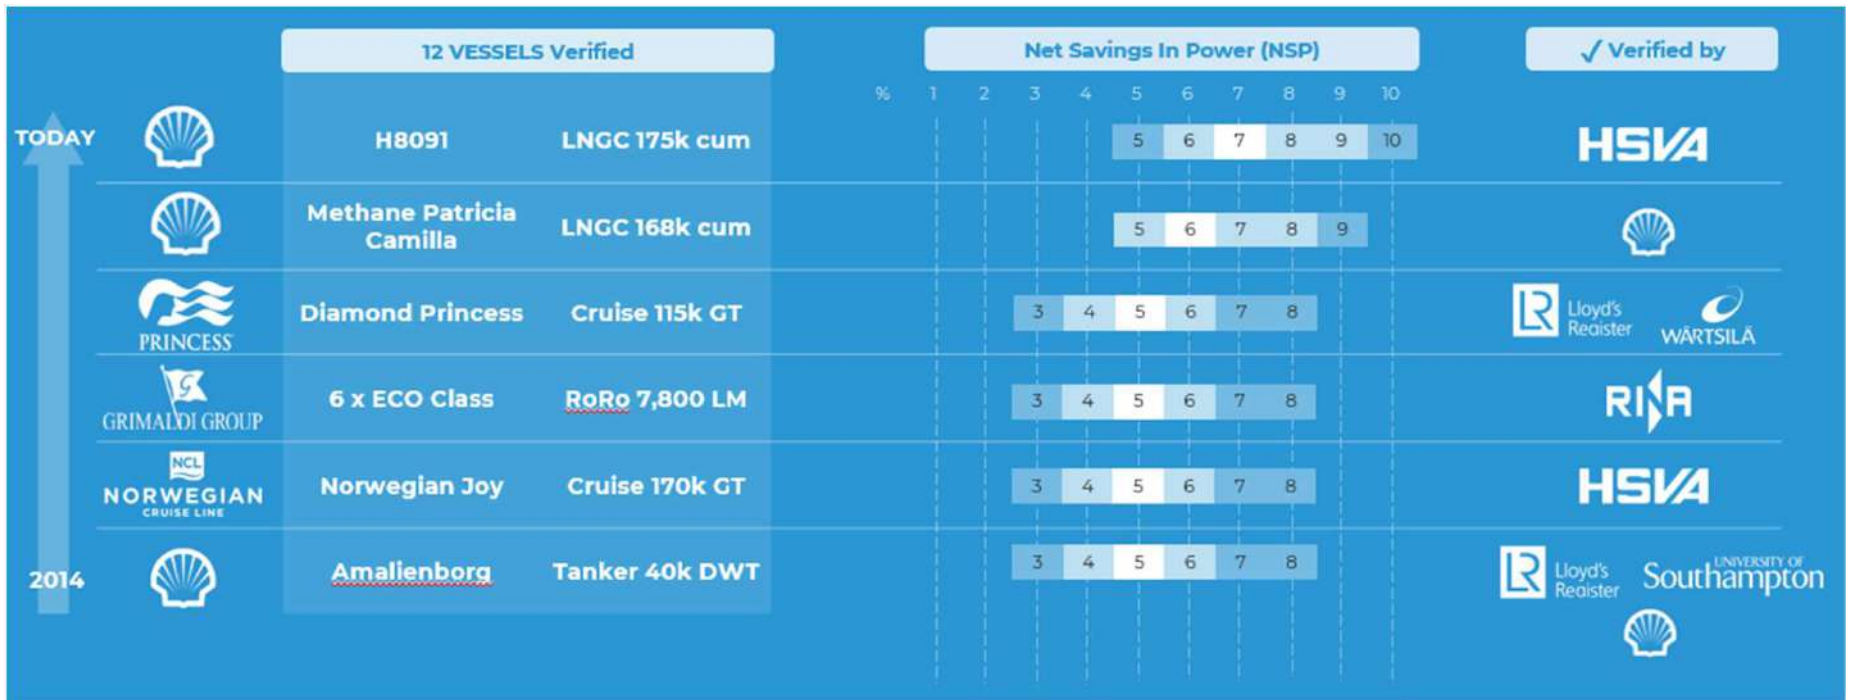 12 VESSELS Verified
Net Savings In Power (NSP)
✓ Verified by
% 1 2 3 4 5 6 7 8 9 10
TODAY
H8091
LNGC 175k cum
5 6 7 8 9 10
HSVA
Methane Patricia
Camilla
LNGC 168k cum
5 6 7 8 9
PRINCESS
Diamond Princess
Cruise 115k GT
3 4 5 6 7 8
LR
Lloyd's
Register
WÄRTSILÄ
G
GRIMALDI GROUP
6 x ECO Class
RoRo 7,800 LM
3 4 5 6 7 8
RINA
NCL
NORWEGIAN
CRUISE LINE
Norwegian Joy
Cruise 170k GT
3 4 5 6 7 8
HSVA
2014
Amalienborg
Tanker 40k DWT
3 4 5 6 7 8
LR
Lloyd's
Register
UNIVERSITY OF
Southampton